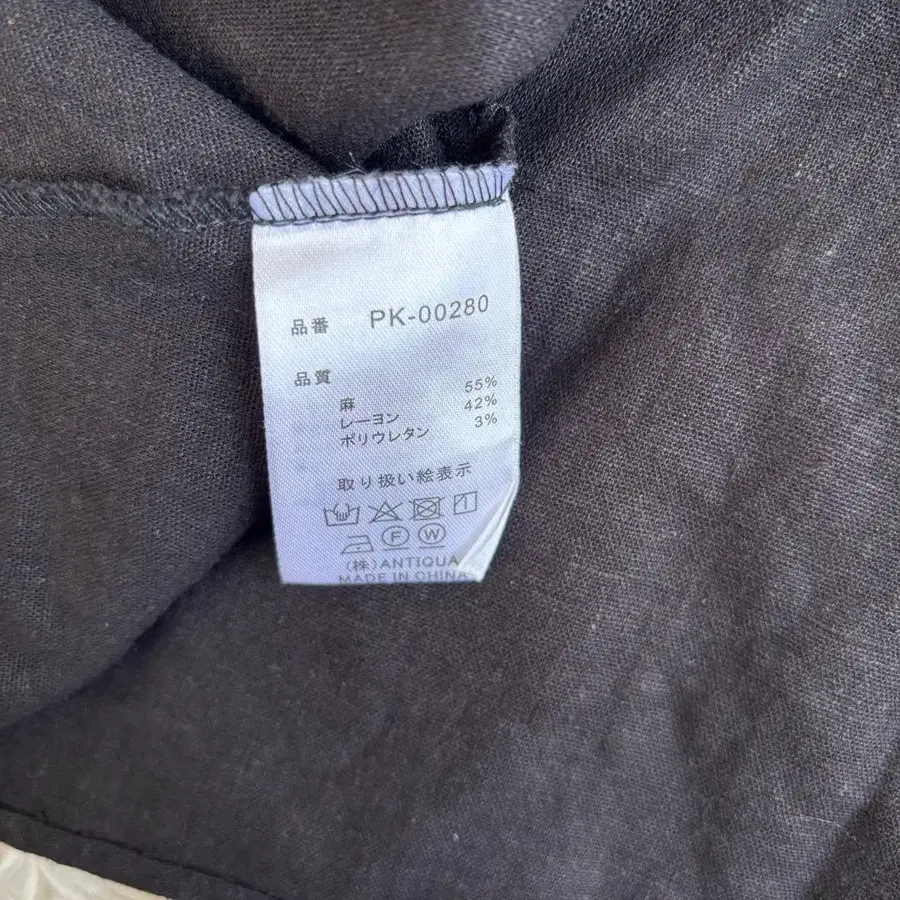 品番 PK-00280
品質
麻 55%
レーヨン 42%
ポリウレタン 3%
取り扱い絵表示
F W
(株)ANTIQUA
MADE IN CHINA